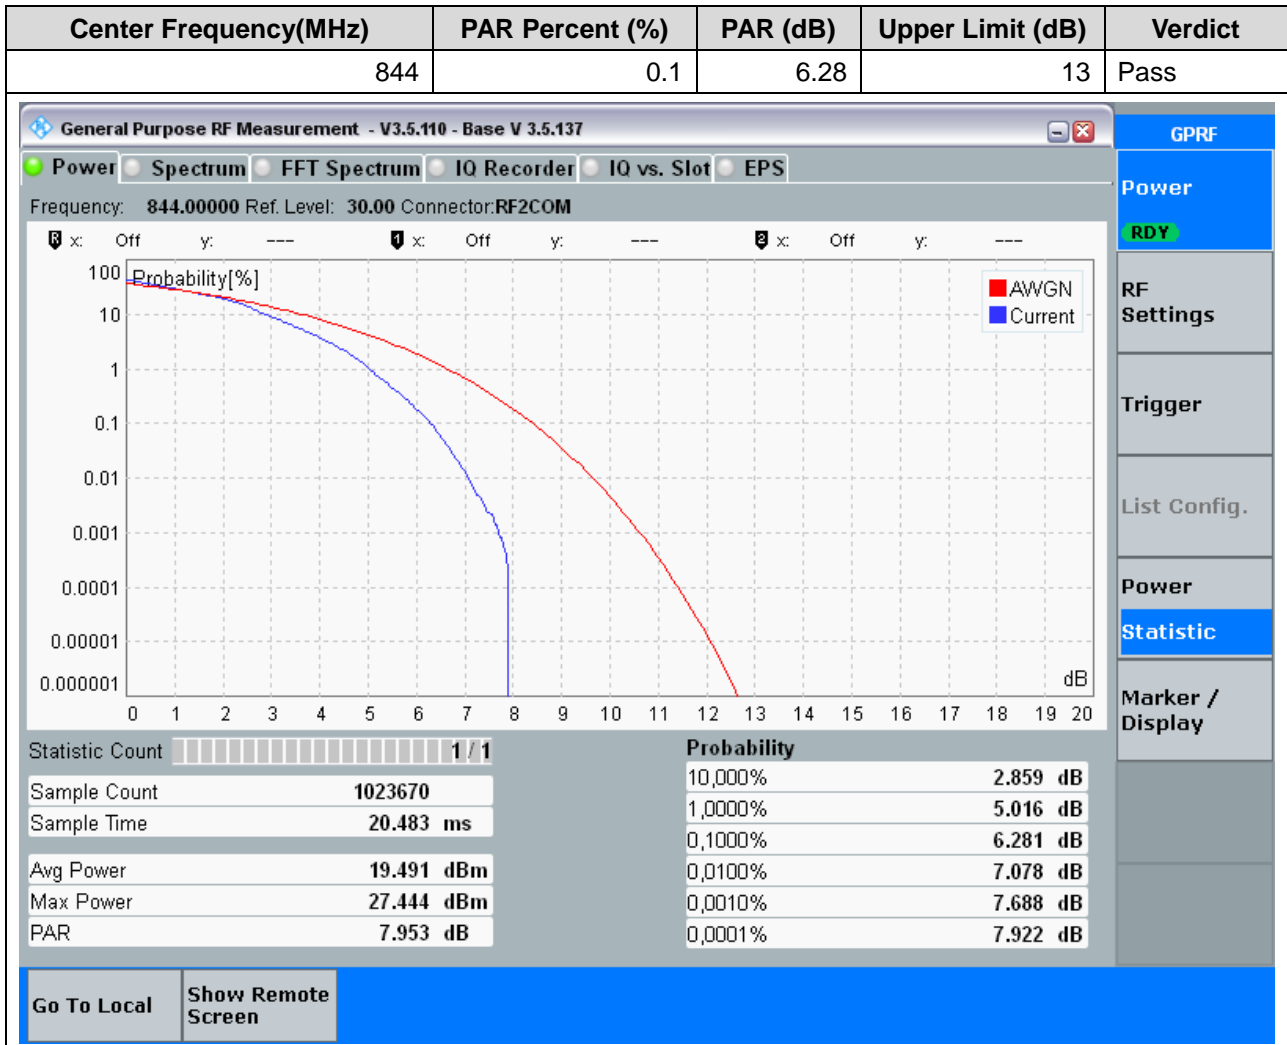 Center Frequency(MHz) PAR Percent (%) PAR (dB) Upper Limit (dB) Verdict
844 0.1 6.28 13 Pass
General Purpose RF Measurement - V3.5.110 - Base V 3.5.137
GPRF
Power Spectrum FFT Spectrum IQ Recorder IQ vs. Slot EPS
Power
RDY
Frequency: 844.00000 Ref. Level: 30.00 Connector:RF2COM
R x: Off y: --- 1 x: Off y: --- 2 x: Off y: ---
Probability[%]
AWGN
Current
100
10
1
0.1
0.01
0.001
0.0001
0.00001
0.000001
dB
0 1 2 3 4 5 6 7 8 9 10 11 12 13 14 15 16 17 18 19 20
RF
Settings
Trigger
List Config.
Power
Statistic
Marker /
Display
Statistic Count 1 / 1
Sample Count 1023670
Sample Time 20.483 ms
Avg Power 19.491 dBm
Max Power 27.444 dBm
PAR 7.953 dB
Probability
10,000% 2.859 dB
1,0000% 5.016 dB
0,1000% 6.281 dB
0,0100% 7.078 dB
0,0010% 7.688 dB
0,0001% 7.922 dB
Go To Local
Show Remote
Screen